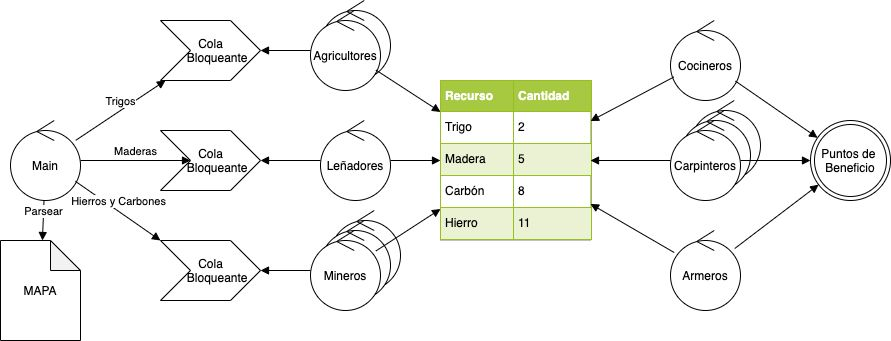 Cola
Bloqueante
Agricultores
Cocineros
Trigos
Recurso Cantidad
Trigo 2
Madera 5
Carbón 8
Hierro 11
Main
Maderas
Cola
Bloqueante
Leñadores
Carpinteros
Puntos de
Beneficio
Hierros y Carbones
Parsear
Cola
Bloqueante
Mineros
Armeros
MAPA